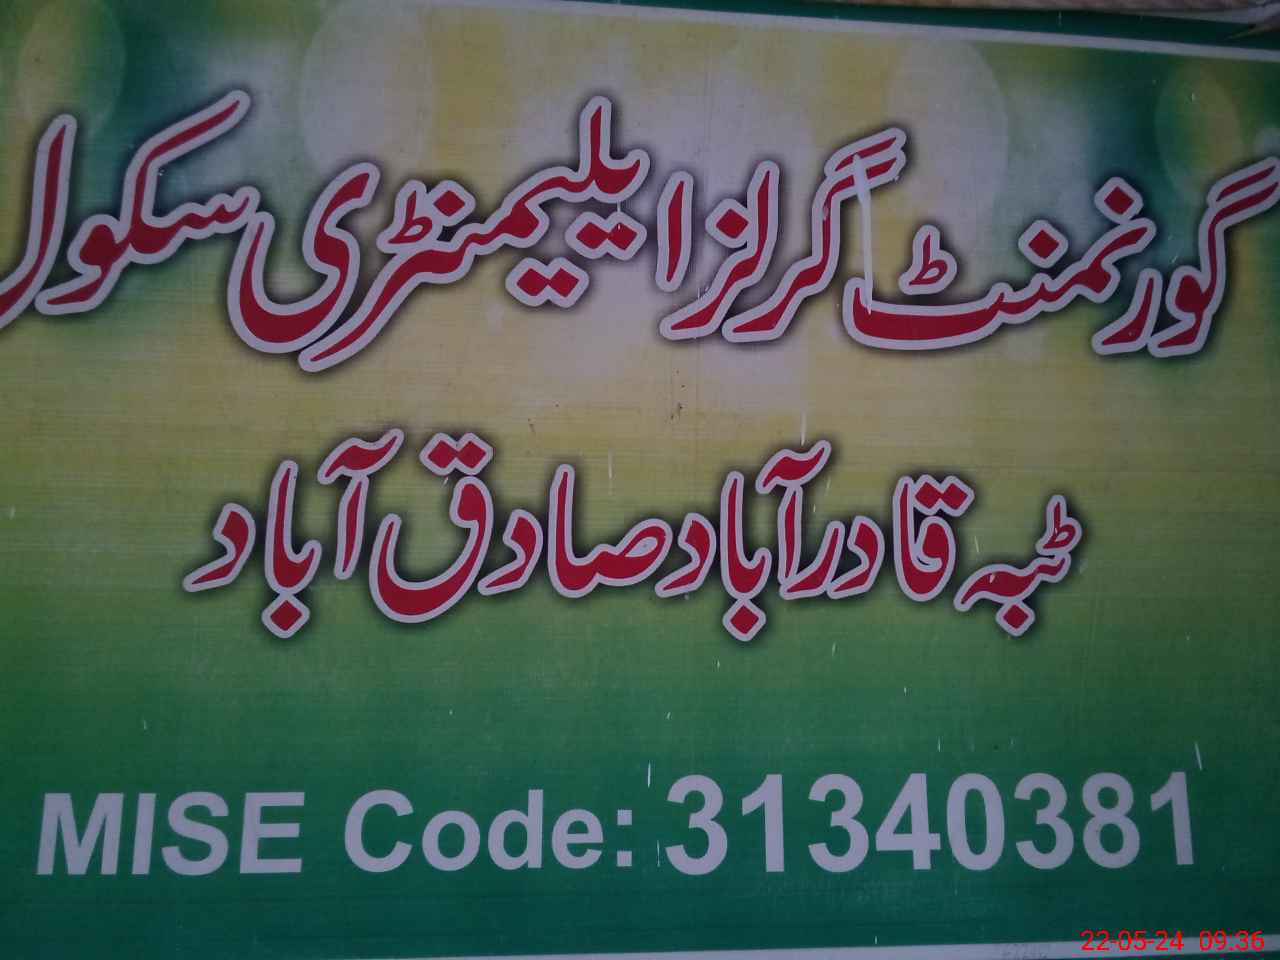 گورنمنٹ گرلز ایلیمنٹری سکول
ٹبہ قادر آباد صادق آباد
MISE Code: 31340381
22-05-24 09.36